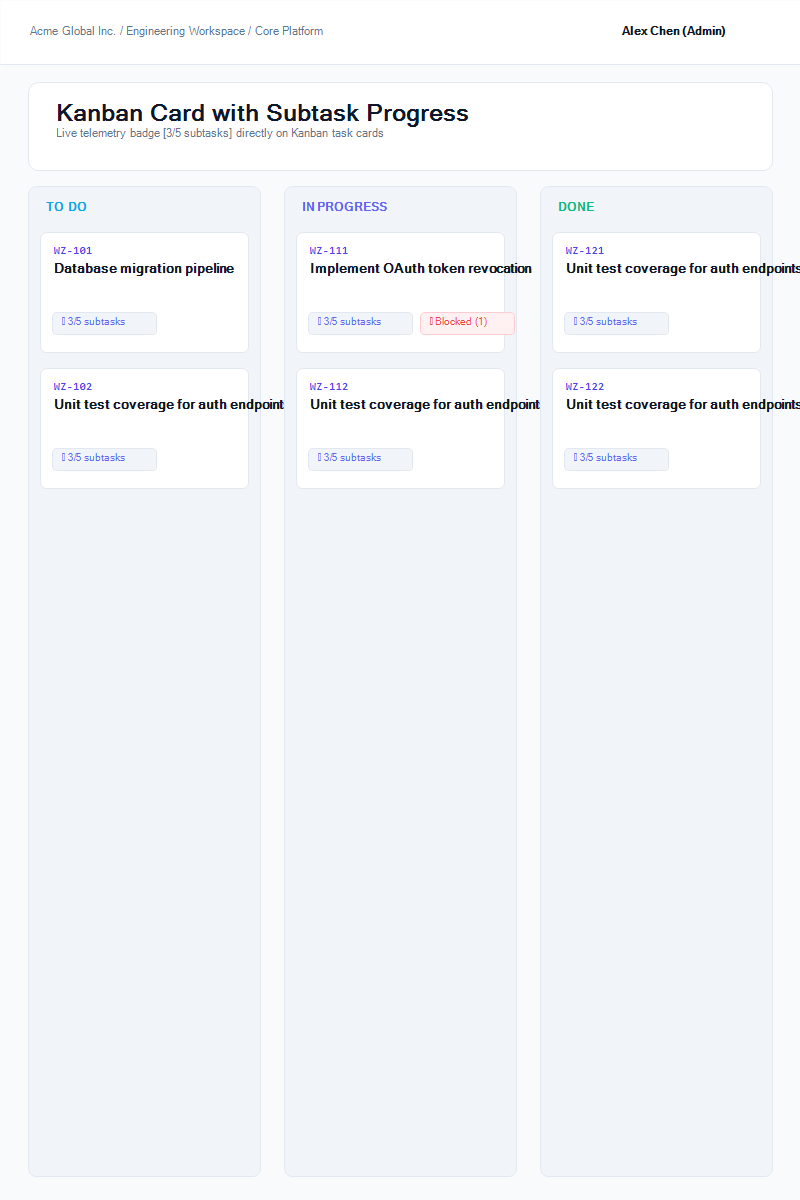 Acme Global Inc. / Engineering Workspace / Core Platform
Alex Chen (Admin)
Kanban Card with Subtask Progress
Live telemetry badge [3/5 subtasks] directly on Kanban task cards
TO DO
WZ-101
Database migration pipeline
3/5 subtasks
WZ-102
Unit test coverage for auth endpoint
3/5 subtasks
IN PROGRESS
WZ-111
Implement OAuth token revocation
3/5 subtasks
Blocked (1)
WZ-112
Unit test coverage for auth endpoint
3/5 subtasks
DONE
WZ-121
Unit test coverage for auth endpoints
3/5 subtasks
WZ-122
Unit test coverage for auth endpoints
3/5 subtasks